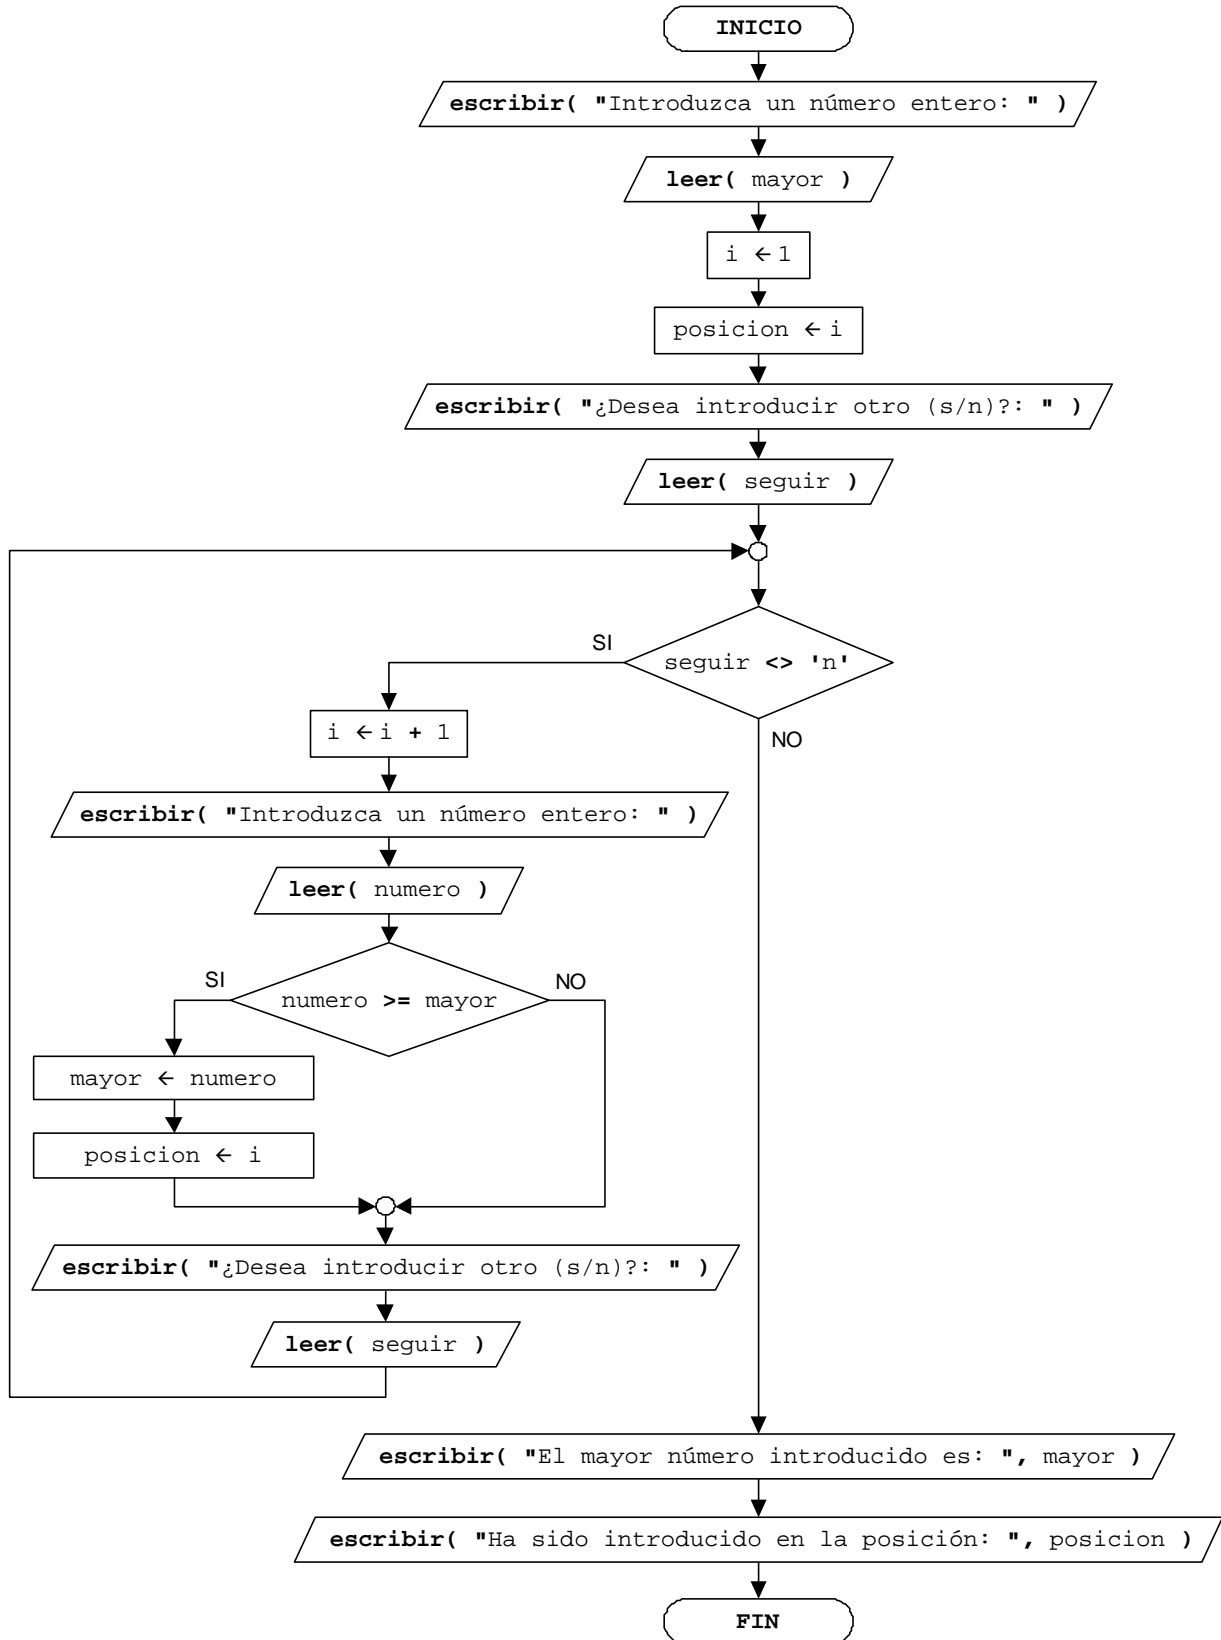 INICIO
escribir( "Introduzca un número entero: " )
leer( mayor )
i ← 1
posicion ← i
escribir( "¿Desea introducir otro (s/n)?: " )
leer( seguir )
seguir <> 'n'
SI
NO
i ← i + 1
escribir( "Introduzca un número entero: " )
leer( numero )
numero >= mayor
SI
NO
mayor ← numero
posicion ← i
escribir( "¿Desea introducir otro (s/n)?: " )
leer( seguir )
escribir( "El mayor número introducido es: ", mayor )
escribir( "Ha sido introducido en la posición: ", posicion )
FIN